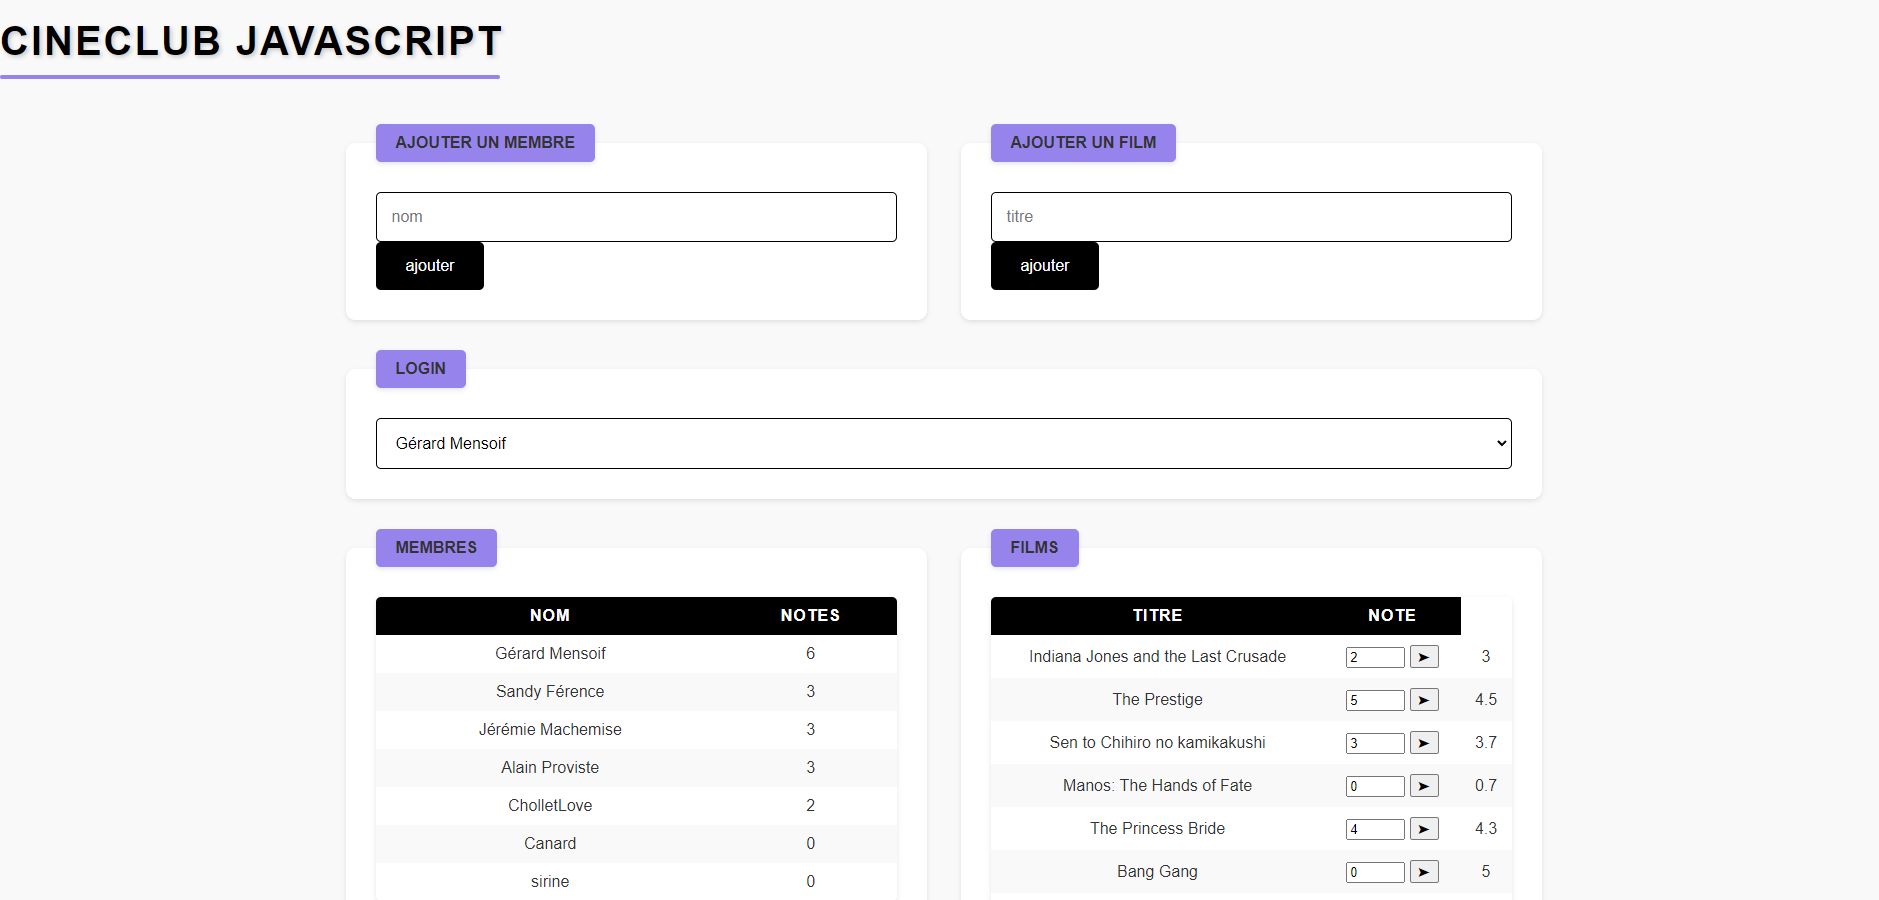 CINECLUB JAVASCRIPT
AJOUTER UN MEMBRE
nom
ajouter
AJOUTER UN FILM
titre
ajouter
LOGIN
Gérard Mensoif
MEMBRES
NOM NOTES
Gérard Mensoif 6
Sandy Férence 3
Jérémie Machemise 3
Alain Proviste 3
CholletLove 2
Canard 0
sirine 0
FILMS
TITRE NOTE
Indiana Jones and the Last Crusade 2 ➤ 3
The Prestige 5 ➤ 4.5
Sen to Chihiro no kamikakushi 3 ➤ 3.7
Manos: The Hands of Fate 0 ➤ 0.7
The Princess Bride 4 ➤ 4.3
Bang Gang 0 ➤ 5